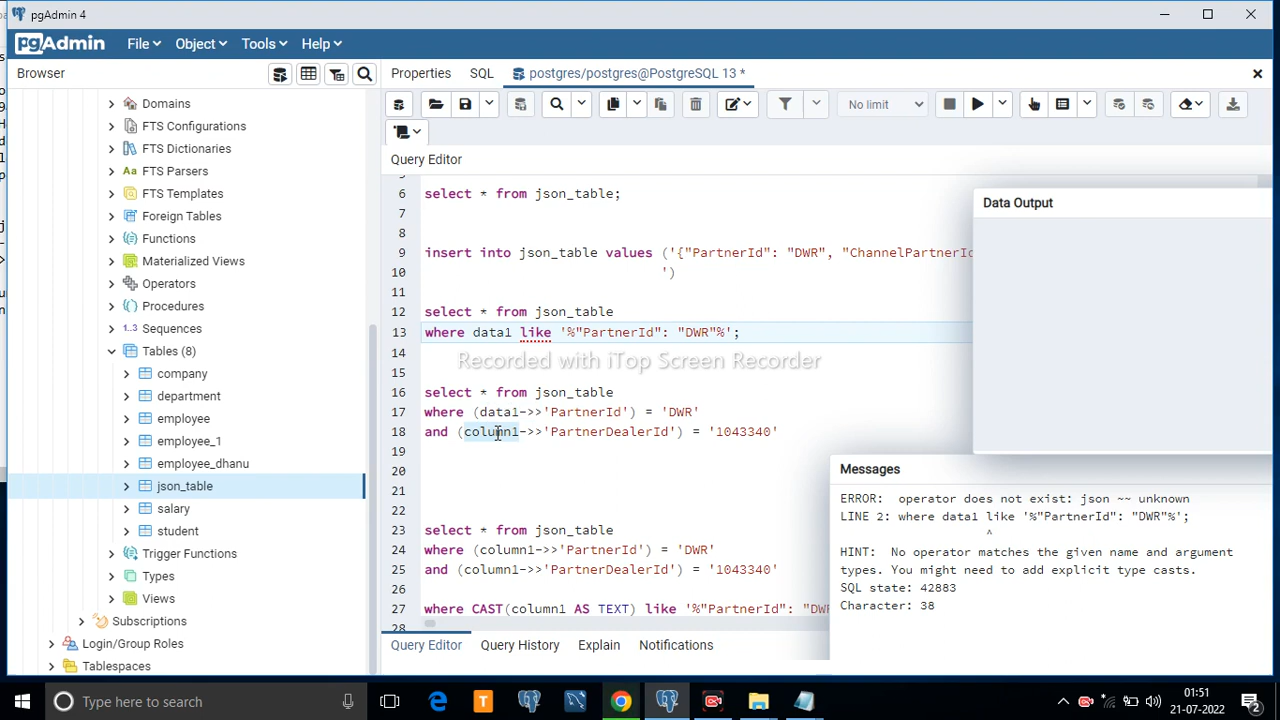 pgAdmin 4
pgAdmin
File
Object
Tools
Help
Browser
Properties
SQL
postgres/postgres@PostgreSQL 13 *
No limit
Query Editor
Domains
FTS Configurations
FTS Dictionaries
Aa FTS Parsers
FTS Templates
Foreign Tables
Functions
Materialized Views
Operators
Procedures
1..3 Sequences
Tables (8)
company
department
employee
employee_1
employee_dhanu
json_table
salary
student
Trigger Functions
Types
Views
Subscriptions
Login/Group Roles
Tablespaces
6 select * from json_table;
7
8
9 insert into json_table values ('{"PartnerId": "DWR", "ChannelPartnerId
10 ')
11
12 select * from json_table
13 where data1 like '%"PartnerId": "DWR"%';
14
Recorded with iTop Screen Recorder
15
16 select * from json_table
17 where (data1->>'PartnerId') = 'DWR'
18 and (column1->>'PartnerDealerId') = '1043340'
19
20
21
22
23 select * from json_table
24 where (column1->>'PartnerId') = 'DWR'
25 and (column1->>'PartnerDealerId') = '1043340'
26
27 where CAST(column1 AS TEXT) like '%"PartnerId": "DWR
28
Data Output
Messages
ERROR: operator does not exist: json ~~ unknown
LINE 2: where data1 like '%"PartnerId": "DWR"%';
^
HINT: No operator matches the given name and argument
types. You might need to add explicit type casts.
SQL state: 42883
Character: 38
Query Editor
Query History
Explain
Notifications
Type here to search
01:51
21-07-2022
2